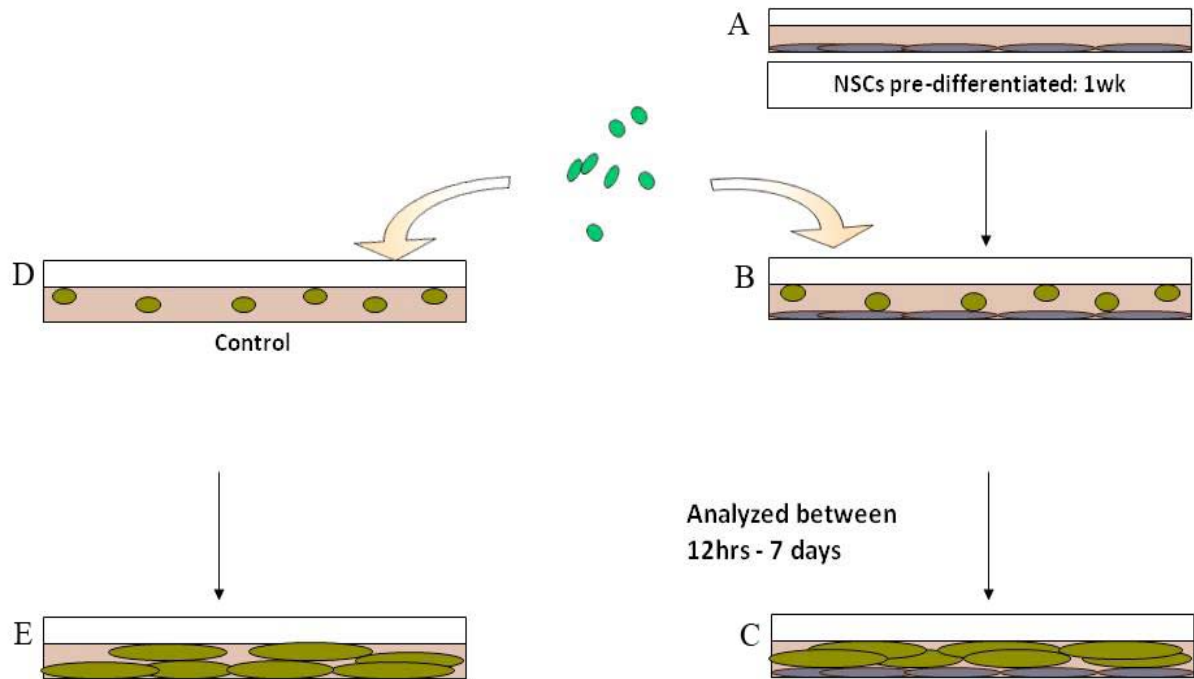 A
NSCs pre-differentiated: 1wk
D
B
Control
Analyzed between
12hrs - 7 days
E
C